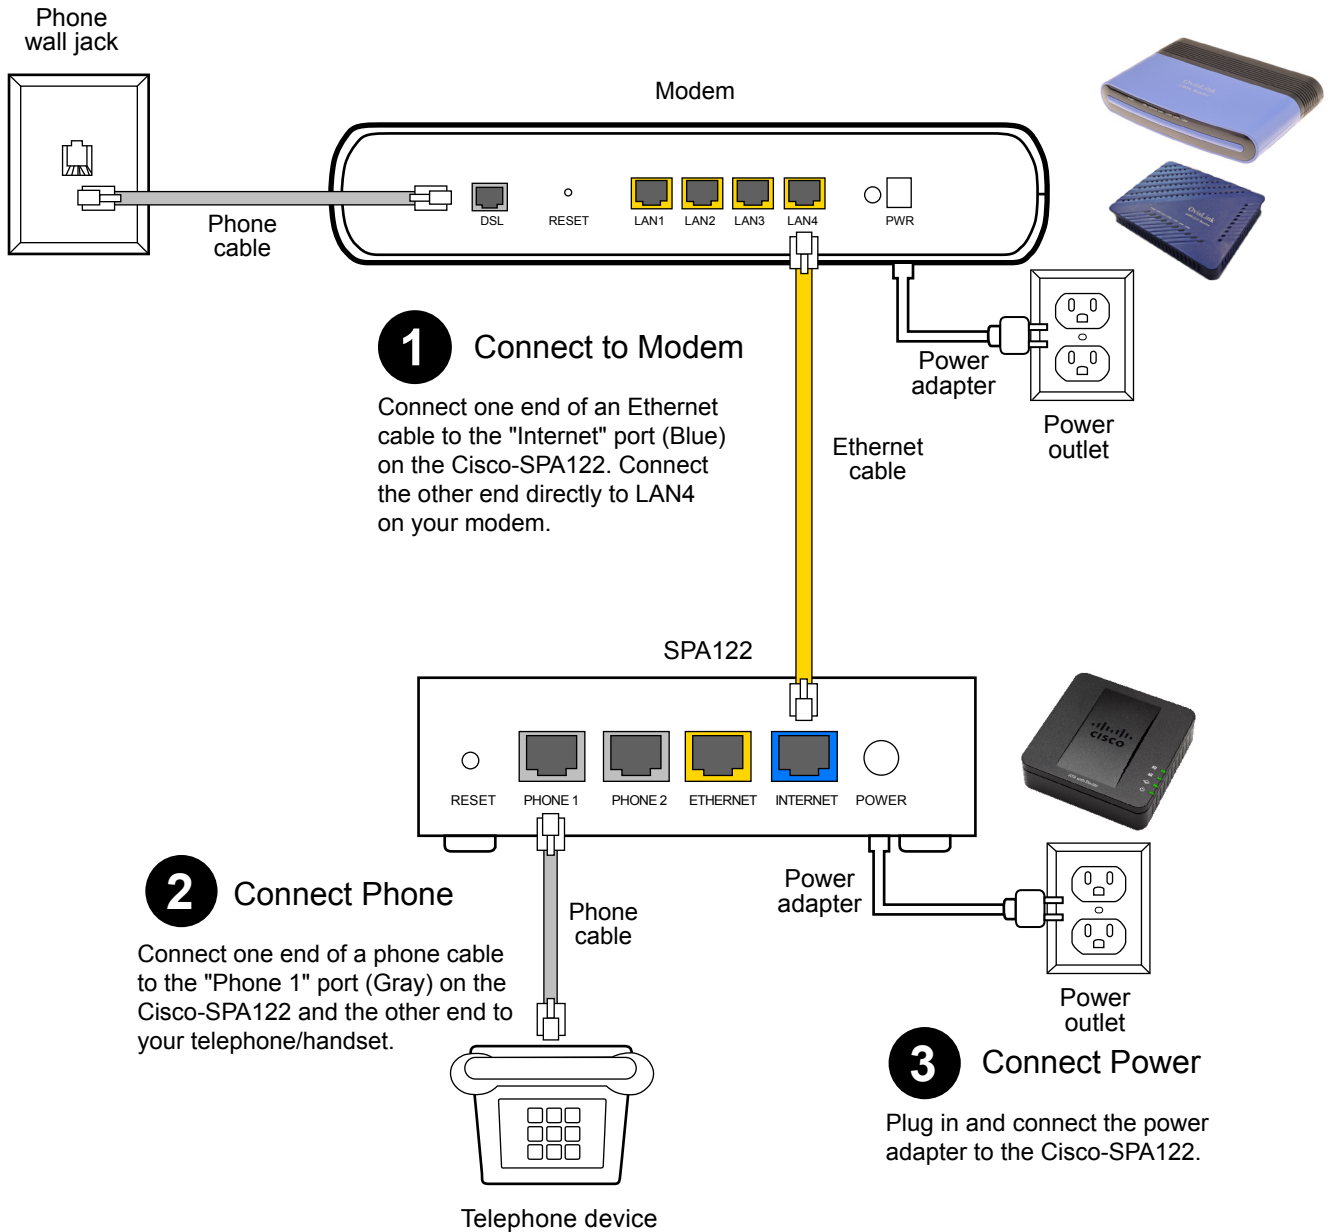 Phone
wall jack
Modem
OvisLink
OvisLink
DSL
RESET
LAN1
LAN2
LAN3
LAN4
PWR
Phone
cable
1
Connect to Modem
Connect one end of an Ethernet
cable to the "Internet" port (Blue)
on the Cisco-SPA122. Connect
the other end directly to LAN4
on your modem.
Power
adapter
Power
outlet
Ethernet
cable
SPA122
CISCO
RESET
PHONE 1
PHONE 2
ETHERNET
INTERNET
POWER
2
Connect Phone
Connect one end of a phone cable
to the "Phone 1" port (Gray) on the
Cisco-SPA122 and the other end to
your telephone/handset.
Phone
cable
Power
adapter
Power
outlet
3
Connect Power
Plug in and connect the power
adapter to the Cisco-SPA122.
Telephone device